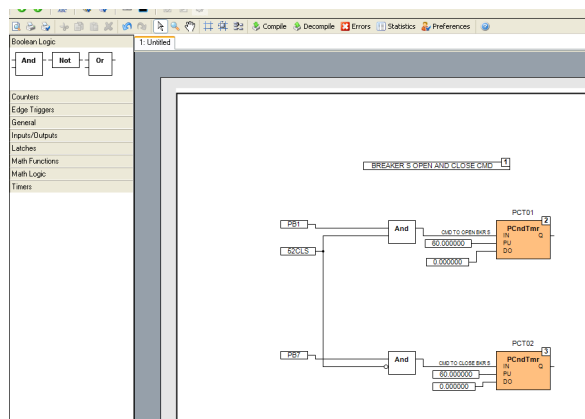 Compile Decompile Errors Statistics Preferences
Boolean Logic
1: Untitled
And Not Or
Counters
Edge Triggers
General
Inputs/Outputs
Latches
Math Functions
Math Logic
Timers
BREAKER S OPEN AND CLOSE CMD 1
PCT01
2
PB1
And
CMD TO OPEN BKR S
PCndTmr
IN Q
60.000000
PU
52CLS
DO
0.000000
PCT02
3
PB7
And
CMD TO CLOSE BKR S
PCndTmr
IN Q
60.000000
PU
0.000000
DO